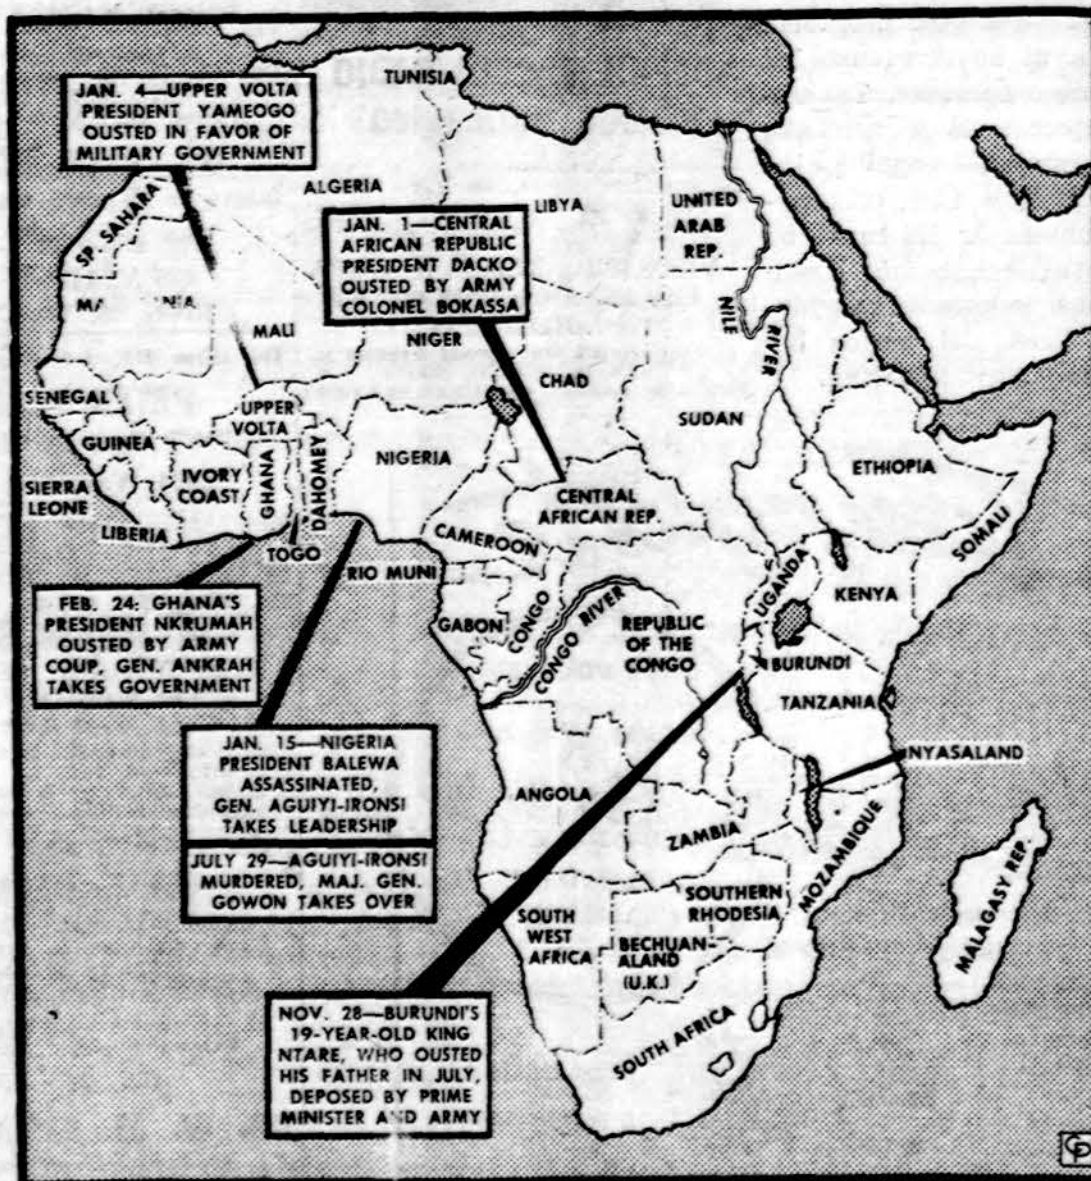 TUNISIA
JAN. 4—UPPER VOLTA
PRESIDENT YAMEOGO
OUSTED IN FAVOR OF
MILITARY GOVERNMENT
ALGERIA
LIBYA
UNITED
ARAB
REP.
SP. SAHARA
JAN. 1—CENTRAL
AFRICAN REPUBLIC
PRESIDENT DACKO
OUSTED BY ARMY
COLONEL BOKASSA
NILE
RIVER
MA NIA
MALI
NIGER
CHAD
SUDAN
SENEGAL
UPPER
VOLTA
GUINEA
IVORY
COAST
GHANA
DAHOMEY
NIGERIA
ETHIOPIA
SIERRA
LEONE
LIBERIA
TOGO
CENTRAL
AFRICAN REP.
CAMEROON
SOMALI
RIO MUNI
UGANDA
KENYA
GABON
CONGO
CONGO RIVER
REPUBLIC
OF THE
CONGO
BURUNDI
TANZANIA
FEB. 24: GHANA'S
PRESIDENT NKRUMAH
OUSTED BY ARMY
COUP, GEN. ANKRAH
TAKES GOVERNMENT
NYASALAND
JAN. 15—NIGERIA
PRESIDENT BALEWA
ASSASSINATED,
GEN. AGUIYI-IRONSI
TAKES LEADERSHIP
JULY 29—AGUIYI-IRONSI
MURDERED, MAJ. GEN.
GOWON TAKES OVER
ANGOLA
ZAMBIA
MOZAMBIQUE
MALAGASY REP.
SOUTHERN
RHODESIA
SOUTH
WEST
AFRICA
BECHUAN-
ALAND
(U.K.)
SOUTH AFRICA
NOV. 28—BURUNDI'S
19-YEAR-OLD KING
NTARE, WHO OUSTED
HIS FATHER IN JULY,
DEPOSED BY PRIME
MINISTER AND ARMY
CP